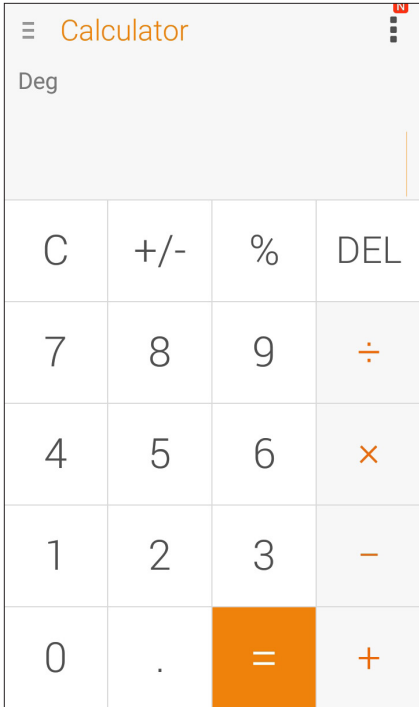 N
Calculator
Deg
C +/- % DEL
7 8 9 ÷
4 5 6 ×
1 2 3 −
0 . = +